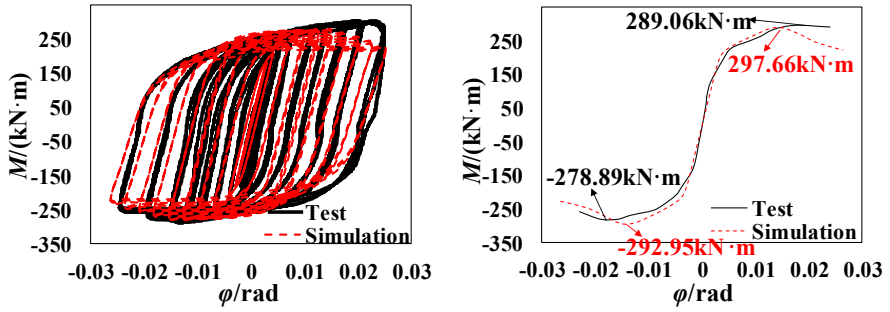 250
150
50
-50
-150
-250
-350
M/(kN·m)
Test
Simulation
-0.03 -0.02 -0.01 0 0.01 0.02 0.03
φ/rad
289.06kN·m
297.66kN·m
250
150
50
-50
-150
-250
-350
M/(kN·m)
-278.89kN·m
Test
Simulation
-292.95kN·m
-0.03 -0.02 -0.01 0 0.01 0.02 0.03
φ/rad